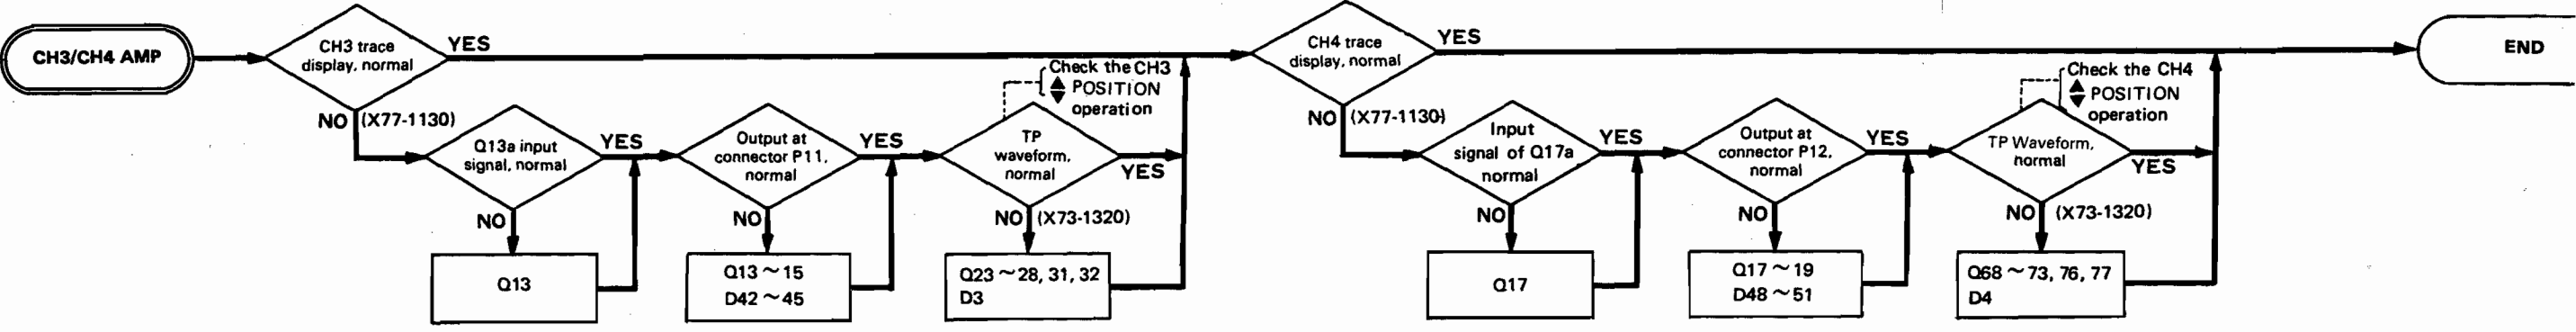 CH3/CH4 AMP
CH3 trace
display, normal
YES
NO (X77-1130)
Q13a input
signal, normal
YES
NO
Q13
Output at
connector P11,
normal
YES
NO
Q13～15
D42～45
Check the CH3
▲▼ POSITION
operation
TP
waveform,
normal
YES
NO (X73-1320)
Q23～28, 31, 32
D3
CH4 trace
display, normal
YES
NO (X77-1130)
Input
signal of Q17a
normal
YES
NO
Q17
Output at
connector P12,
normal
YES
NO
Q17～19
D48～51
Check the CH4
▲▼ POSITION
operation
TP Waveform,
normal
YES
NO (X73-1320)
Q68～73, 76, 77
D4
END